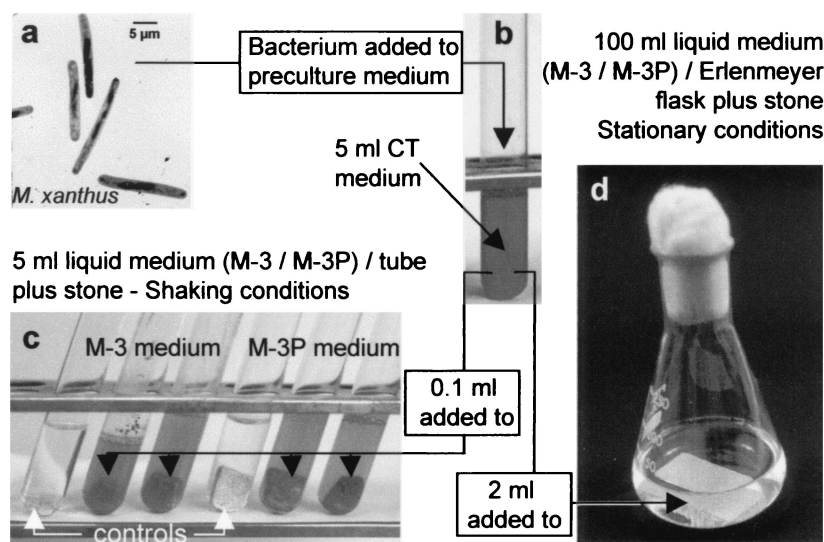 a
5 µm
M. xanthus
Bacterium added to
preculture medium
b
5 ml CT
medium
100 ml liquid medium
(M-3 / M-3P) / Erlenmeyer
flask plus stone
Stationary conditions
d
5 ml liquid medium (M-3 / M-3P) / tube
plus stone - Shaking conditions
c
M-3 medium
M-3P medium
controls
0.1 ml
added to
2 ml
added to